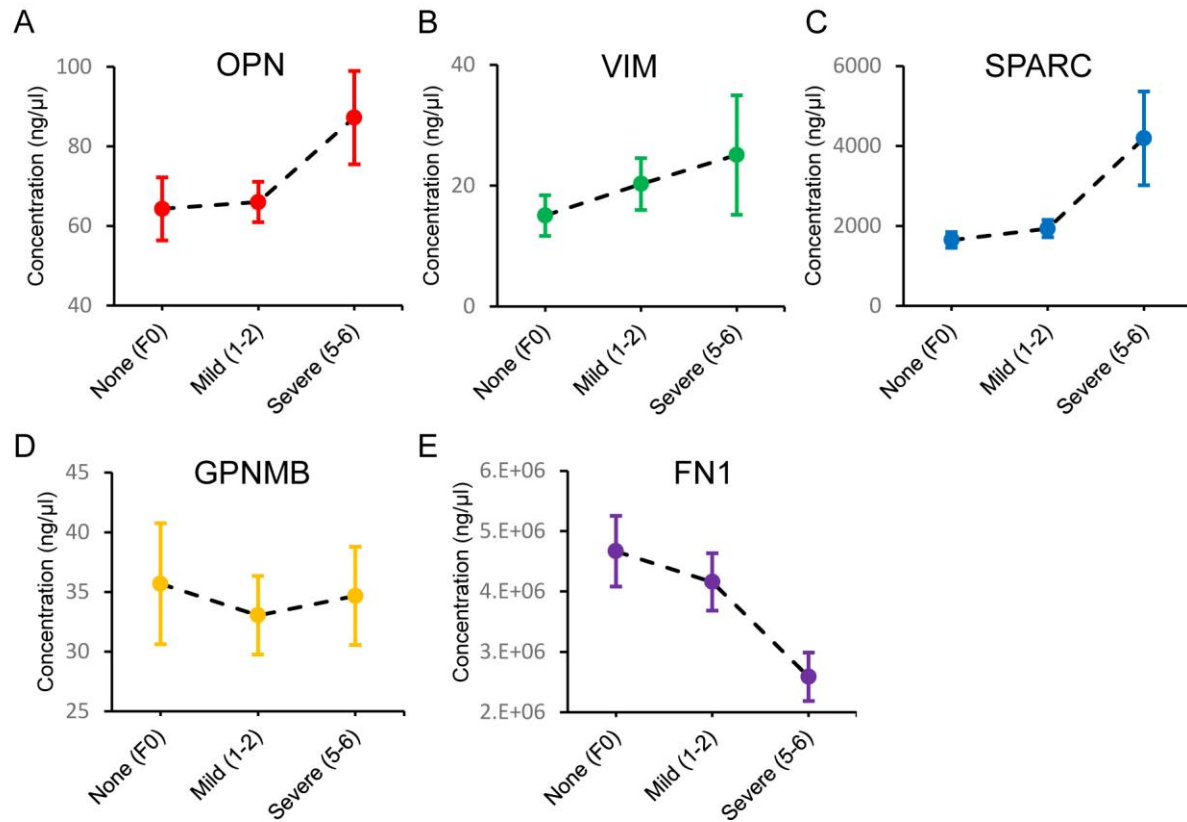 A
OPN
Concentration (ng/µl)
100
80
60
40
None (F0)
Mild (1-2)
Severe (5-6)
B
VIM
Concentration (ng/µl)
40
20
0
None (F0)
Mild (1-2)
Severe (5-6)
C
SPARC
Concentration (ng/µl)
6000
4000
2000
0
None (F0)
Mild (1-2)
Severe (5-6)
D
GPNMB
Concentration (ng/µl)
45
40
35
30
25
None (F0)
Mild (1-2)
Severe (5-6)
E
FN1
Concentration (ng/µl)
6.E+06
5.E+06
4.E+06
3.E+06
2.E+06
None (F0)
Mild (1-2)
Severe (5-6)